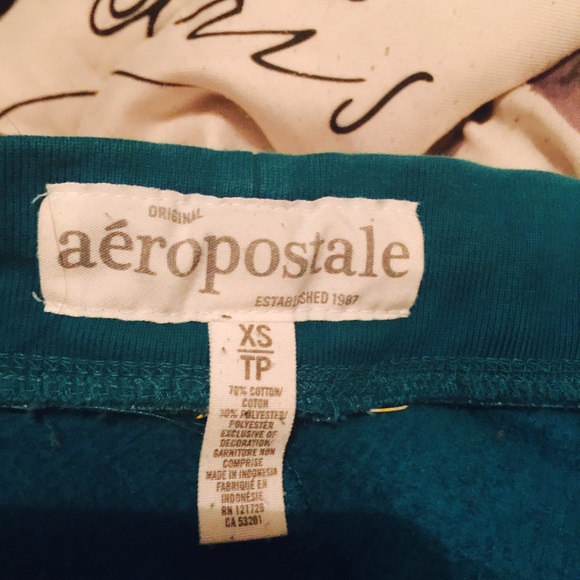 ORIGINAL
aéropostale
ESTABLISHED 1987
XS
TP
70% COTTON/
COTON
30% POLYESTER/
POLYESTER
EXCLUSIVE OF
DECORATION/
GARNITURE NON
COMPRISE
MADE IN INDONESIA
FABRIQUÉ EN
INDONÉSIE
RN 121726
CA 53201